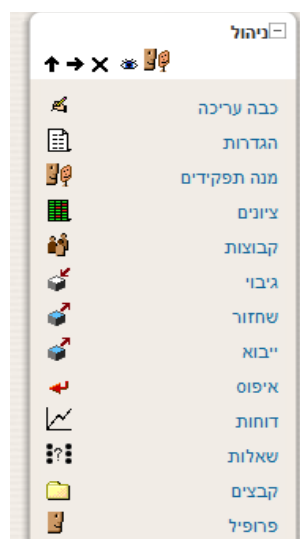 ניהול
כבה עריכה
הגדרות
מנה תפקידים
ציונים
קבוצות
גיבוי
שחזור
ייבוא
איפוס
דוחות
שאלות
קבצים
פרופיל